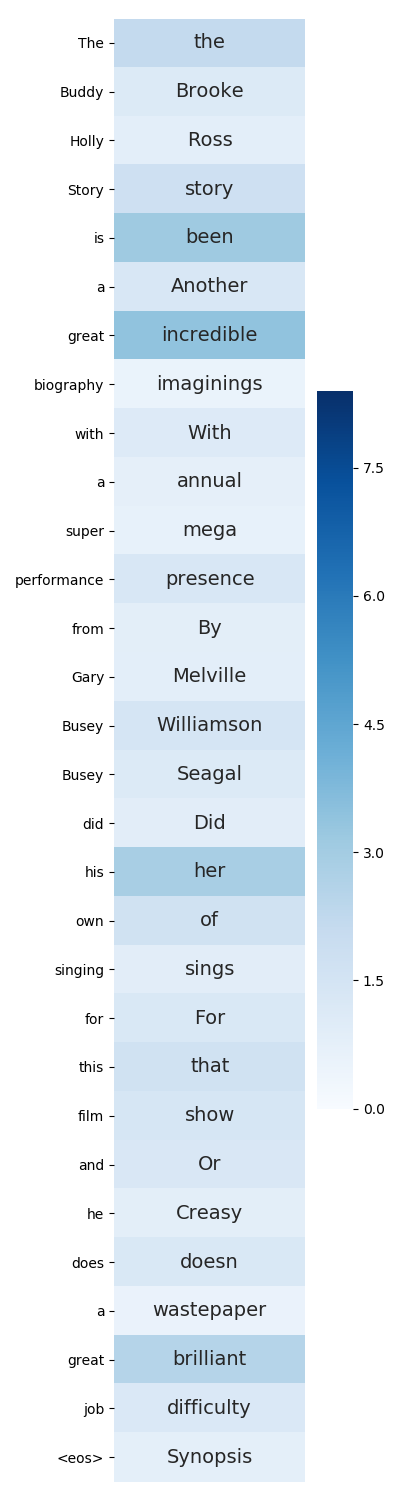 The the
Buddy Brooke
Holly Ross
Story story
is been
a Another
great incredible
biography imaginings
with With
a annual
super mega
performance presence
from By
Gary Melville
Busey Williamson
Busey Seagal
did Did
his her
own of
singing sings
for For
this that
film show
and Or
he Creasy
does doesn
a wastepaper
great brilliant
job difficulty
<eos> Synopsis
7.5
6.0
4.5
3.0
1.5
0.0